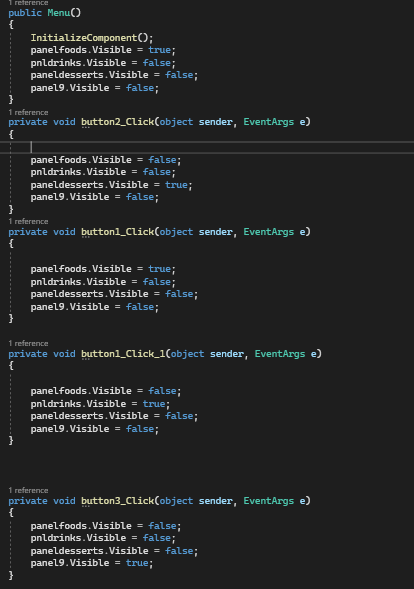 1 reference
public Menu()
{
InitializeComponent();
panelfoods.Visible = true;
pnldrinks.Visible = false;
paneldesserts.Visible = false;
panel9.Visible = false;
}
1 reference
private void button2_Click(object sender, EventArgs e)
{
panelfoods.Visible = false;
pnldrinks.Visible = false;
paneldesserts.Visible = true;
panel9.Visible = false;
}
1 reference
private void button1_Click(object sender, EventArgs e)
{
panelfoods.Visible = true;
pnldrinks.Visible = false;
paneldesserts.Visible = false;
panel9.Visible = false;
}
1 reference
private void button1_Click_1(object sender, EventArgs e)
{
panelfoods.Visible = false;
pnldrinks.Visible = true;
paneldesserts.Visible = false;
panel9.Visible = false;
}
1 reference
private void button3_Click(object sender, EventArgs e)
{
panelfoods.Visible = false;
pnldrinks.Visible = false;
paneldesserts.Visible = false;
panel9.Visible = true;
}